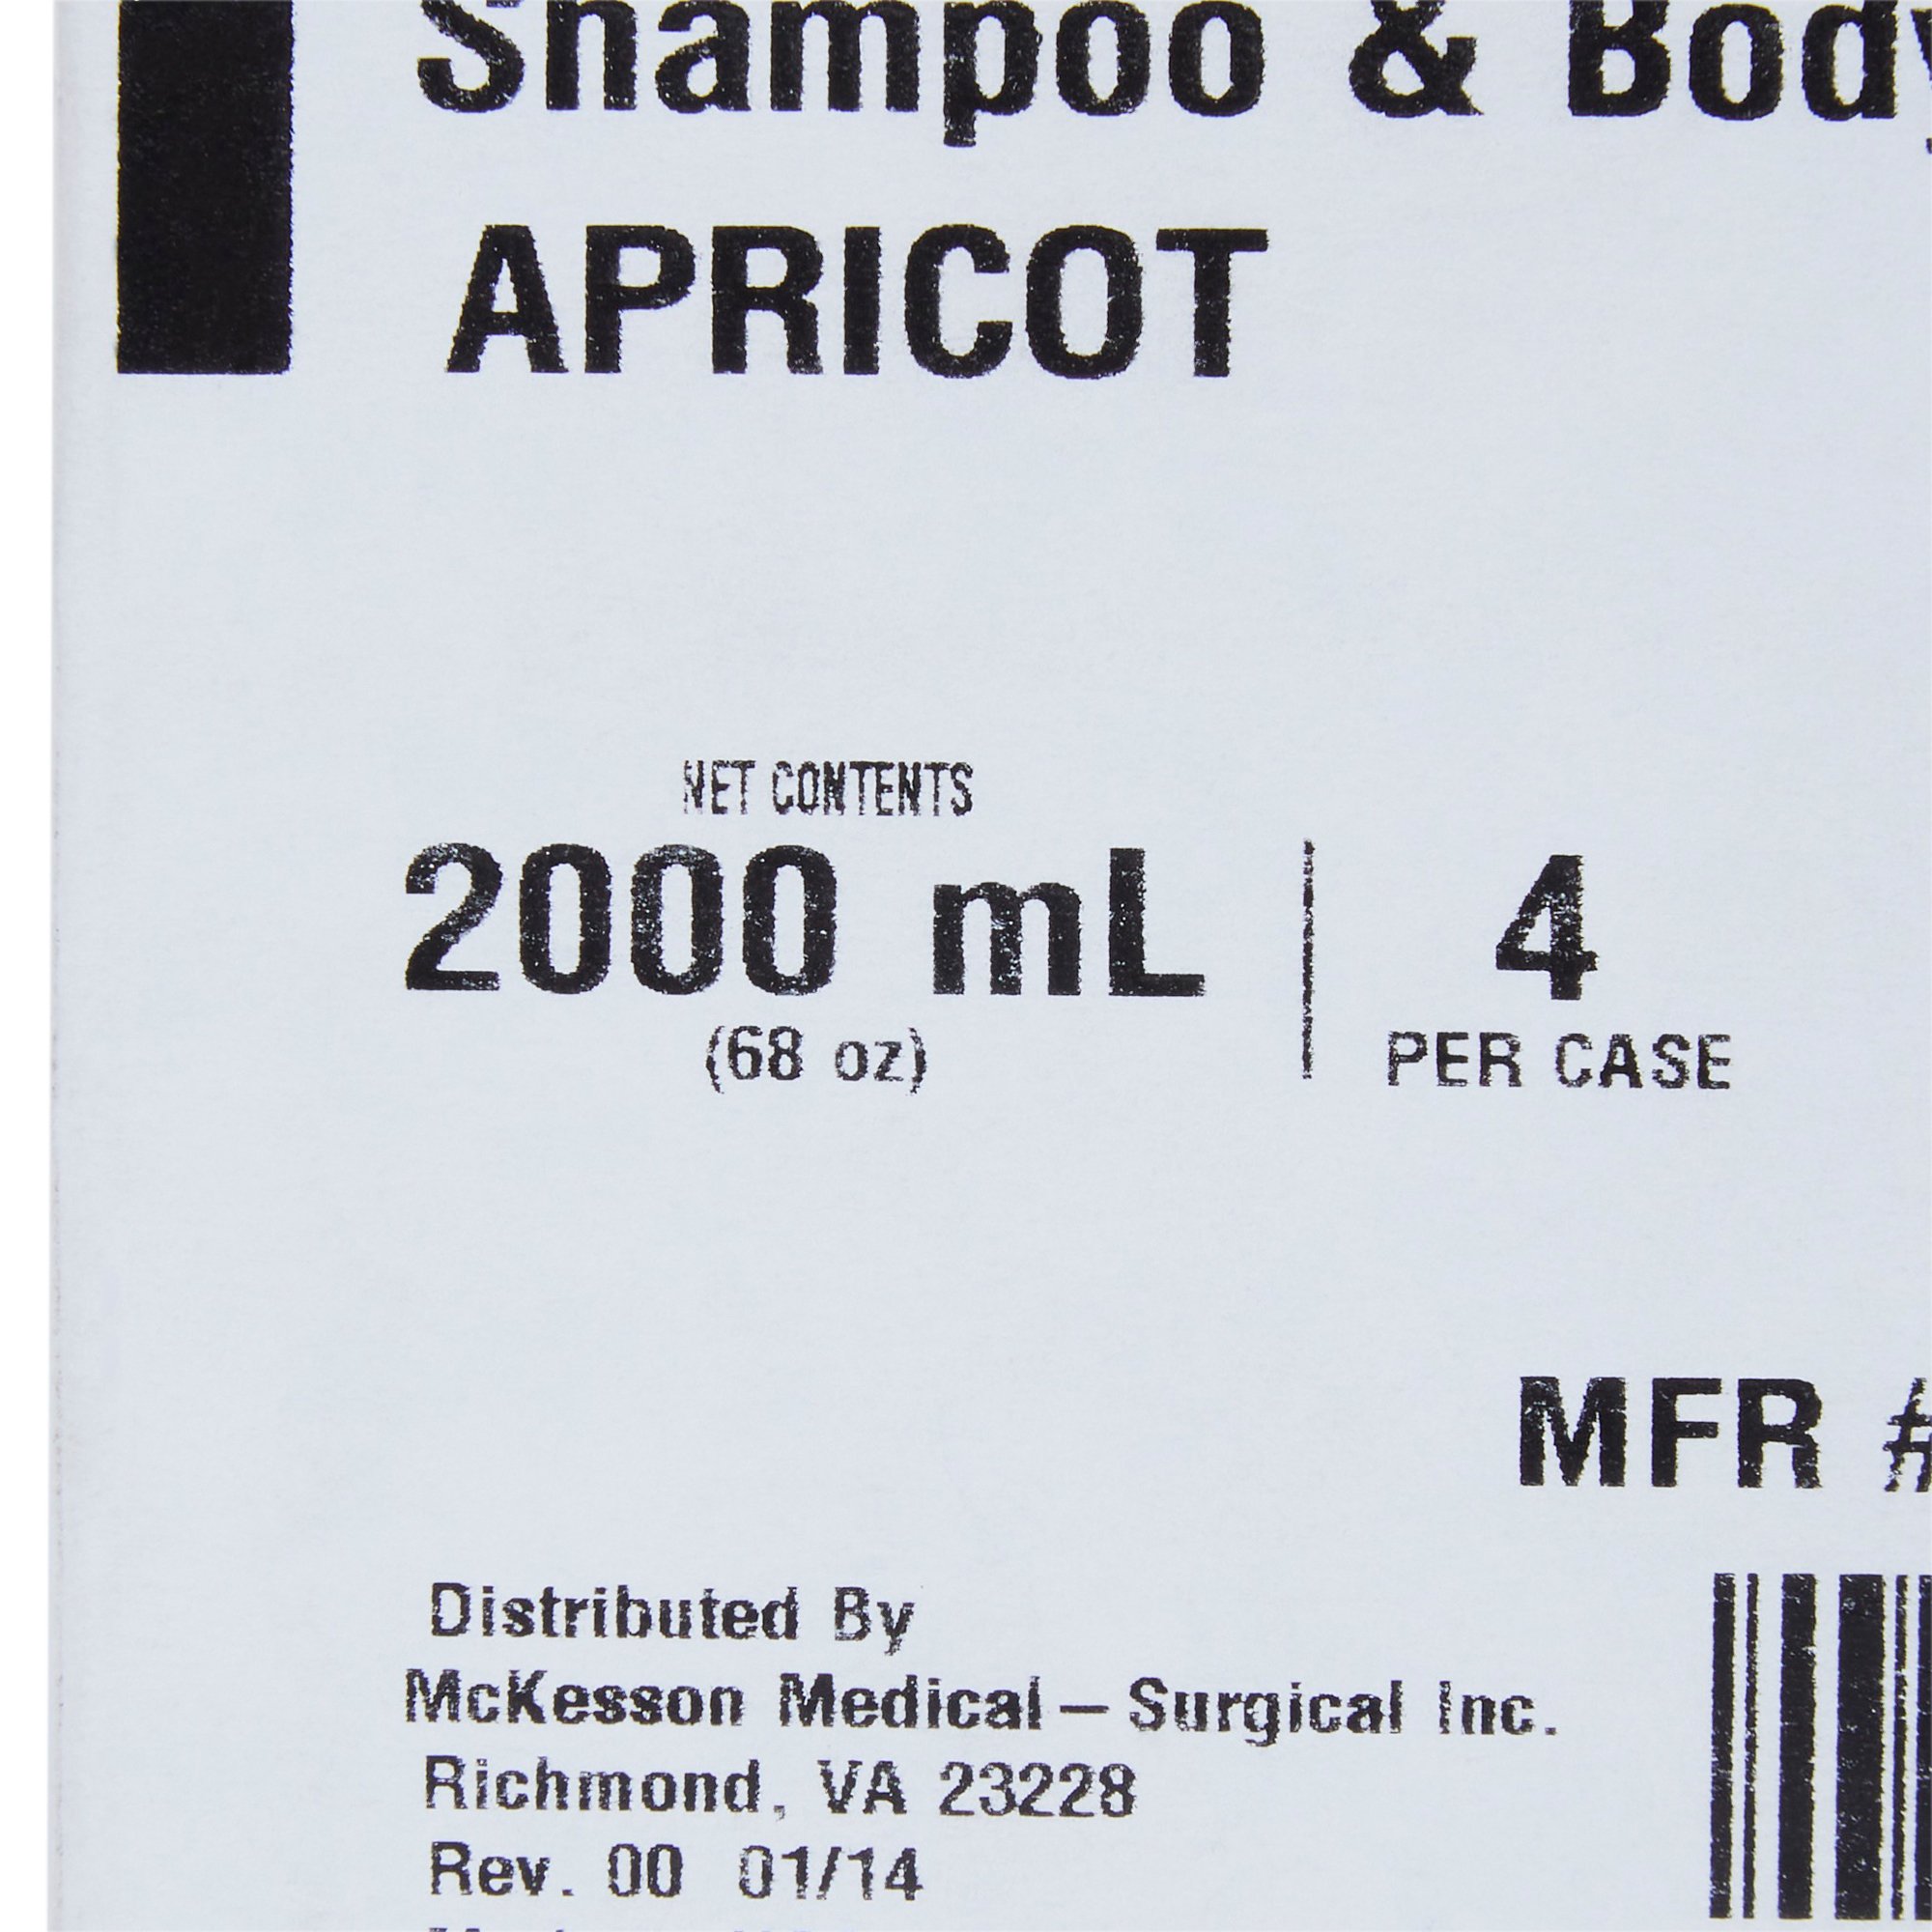 Shampoo & Body
APRICOT
NET CONTENTS
2000 mL
(68 oz)
4
PER CASE
MFR #
Distributed By
McKesson Medical – Surgical Inc.
Richmond, VA 23228
Rev. 00 01/14